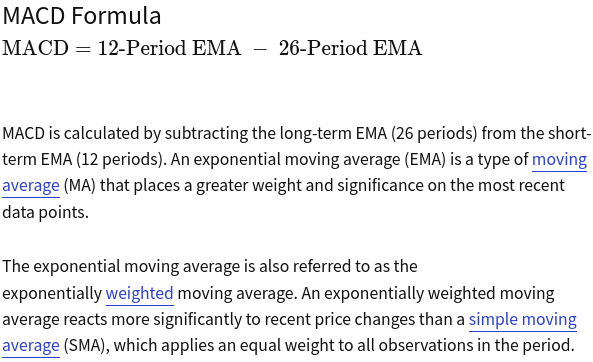 MACD Formula
MACD = 12-Period EMA − 26-Period EMA
MACD is calculated by subtracting the long-term EMA (26 periods) from the short-
term EMA (12 periods). An exponential moving average (EMA) is a type of moving
average (MA) that places a greater weight and significance on the most recent
data points.
The exponential moving average is also referred to as the
exponentially weighted moving average. An exponentially weighted moving
average reacts more significantly to recent price changes than a simple moving
average (SMA), which applies an equal weight to all observations in the period.